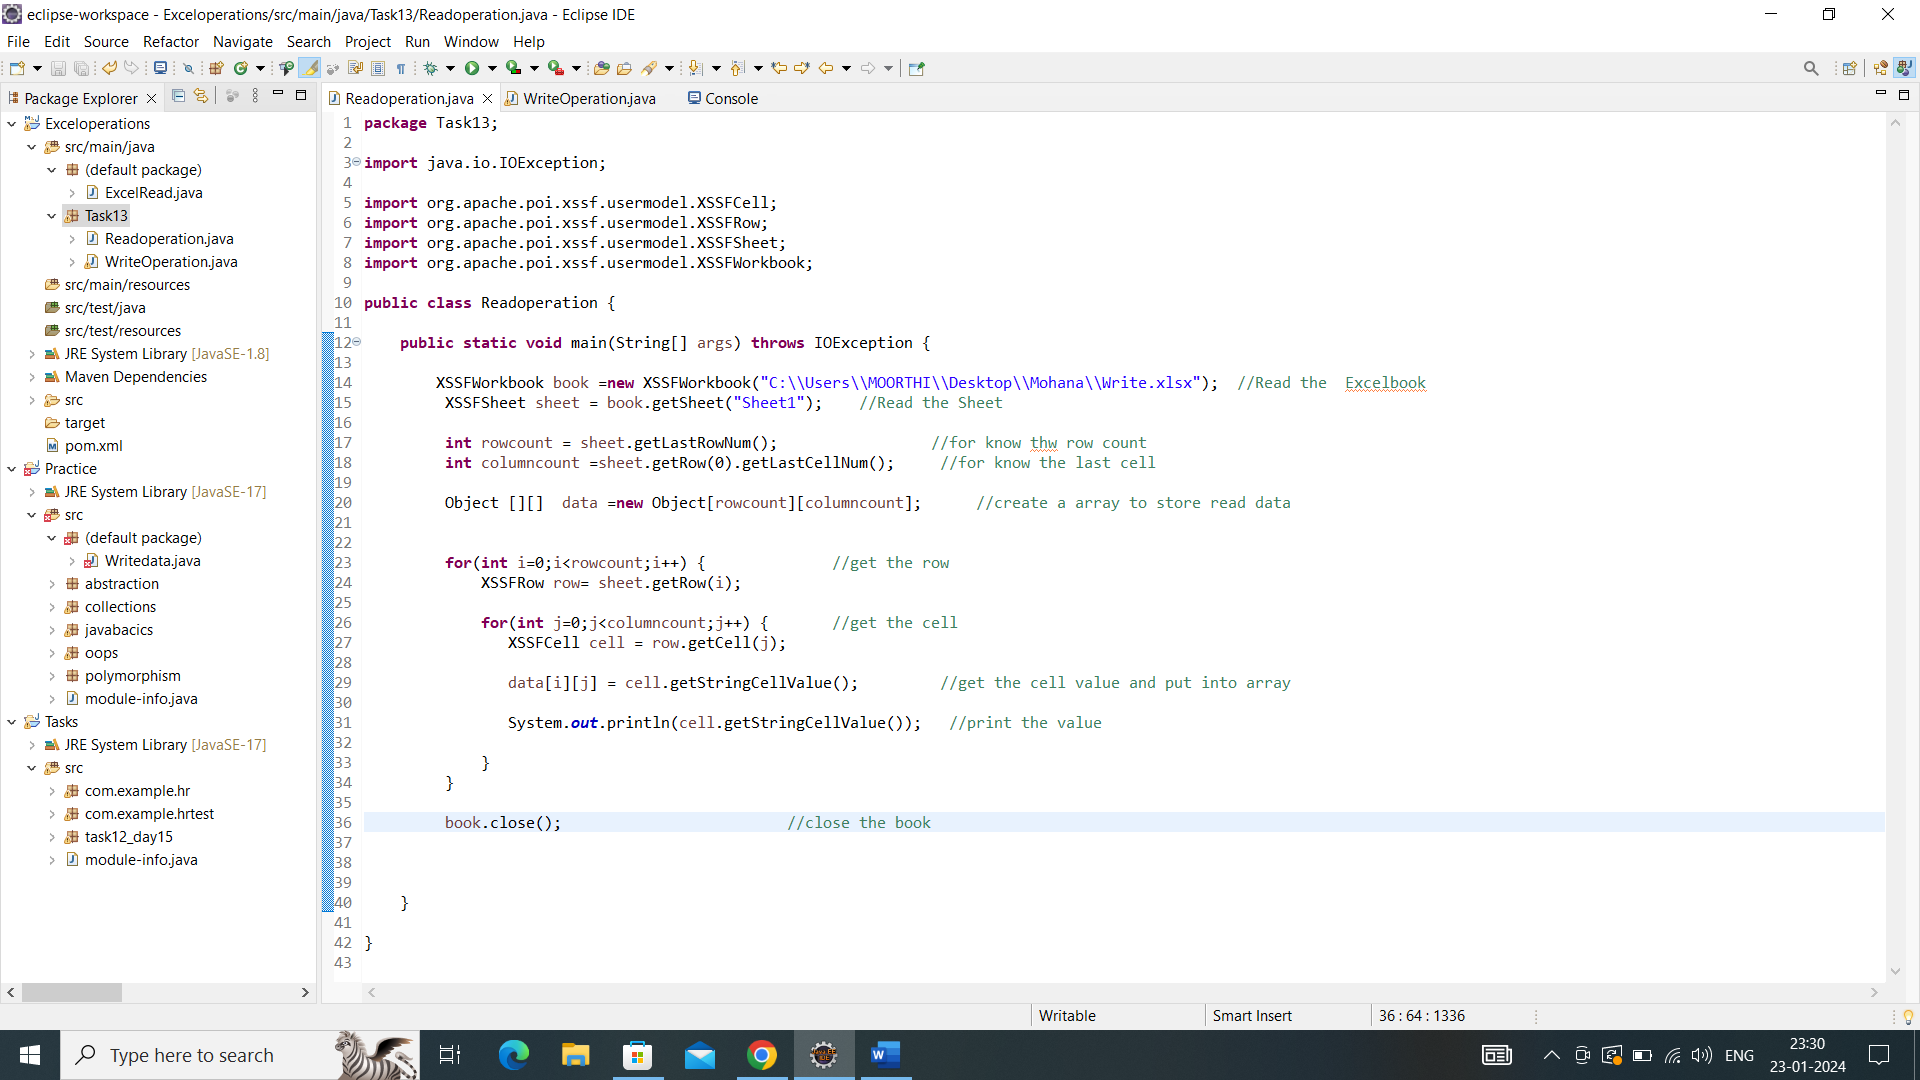 eclipse-workspace - Exceloperations/src/main/java/Task13/Readoperation.java - Eclipse IDE
File Edit Source Refactor Navigate Search Project Run Window Help
Package Explorer
Exceloperations
src/main/java
(default package)
ExcelRead.java
Task13
Readoperation.java
WriteOperation.java
src/main/resources
src/test/java
src/test/resources
JRE System Library [JavaSE-1.8]
Maven Dependencies
src
target
pom.xml
Practice
JRE System Library [JavaSE-17]
src
(default package)
Writedata.java
abstraction
collections
javabacics
oops
polymorphism
module-info.java
Tasks
JRE System Library [JavaSE-17]
src
com.example.hr
com.example.hrtest
task12_day15
module-info.java
Readoperation.java WriteOperation.java Console
1 package Task13;
2
3 import java.io.IOException;
4
5 import org.apache.poi.xssf.usermodel.XSSFCell;
6 import org.apache.poi.xssf.usermodel.XSSFRow;
7 import org.apache.poi.xssf.usermodel.XSSFSheet;
8 import org.apache.poi.xssf.usermodel.XSSFWorkbook;
9
10 public class Readoperation {
11
12 public static void main(String[] args) throws IOException {
13
14 XSSFWorkbook book =new XSSFWorkbook("C:\\Users\\MOORTHI\\Desktop\\Mohana\\Write.xlsx"); //Read the Excelbook
15 XSSFSheet sheet = book.getSheet("Sheet1"); //Read the Sheet
16
17 int rowcount = sheet.getLastRowNum(); //for know thw row count
18 int columncount =sheet.getRow(0).getLastCellNum(); //for know the last cell
19
20 Object [][] data =new Object[rowcount][columncount]; //create a array to store read data
21
22
23 for(int i=0;i<rowcount;i++) { //get the row
24 XSSFRow row= sheet.getRow(i);
25
26 for(int j=0;j<columncount;j++) { //get the cell
27 XSSFCell cell = row.getCell(j);
28
29 data[i][j] = cell.getStringCellValue(); //get the cell value and put into array
30
31 System.out.println(cell.getStringCellValue()); //print the value
32
33 }
34 }
35
36 book.close(); //close the book
37
38
39
40 }
41
42 }
43
Writable Smart Insert 36 : 64 : 1336
Type here to search
ENG
23:30
23-01-2024